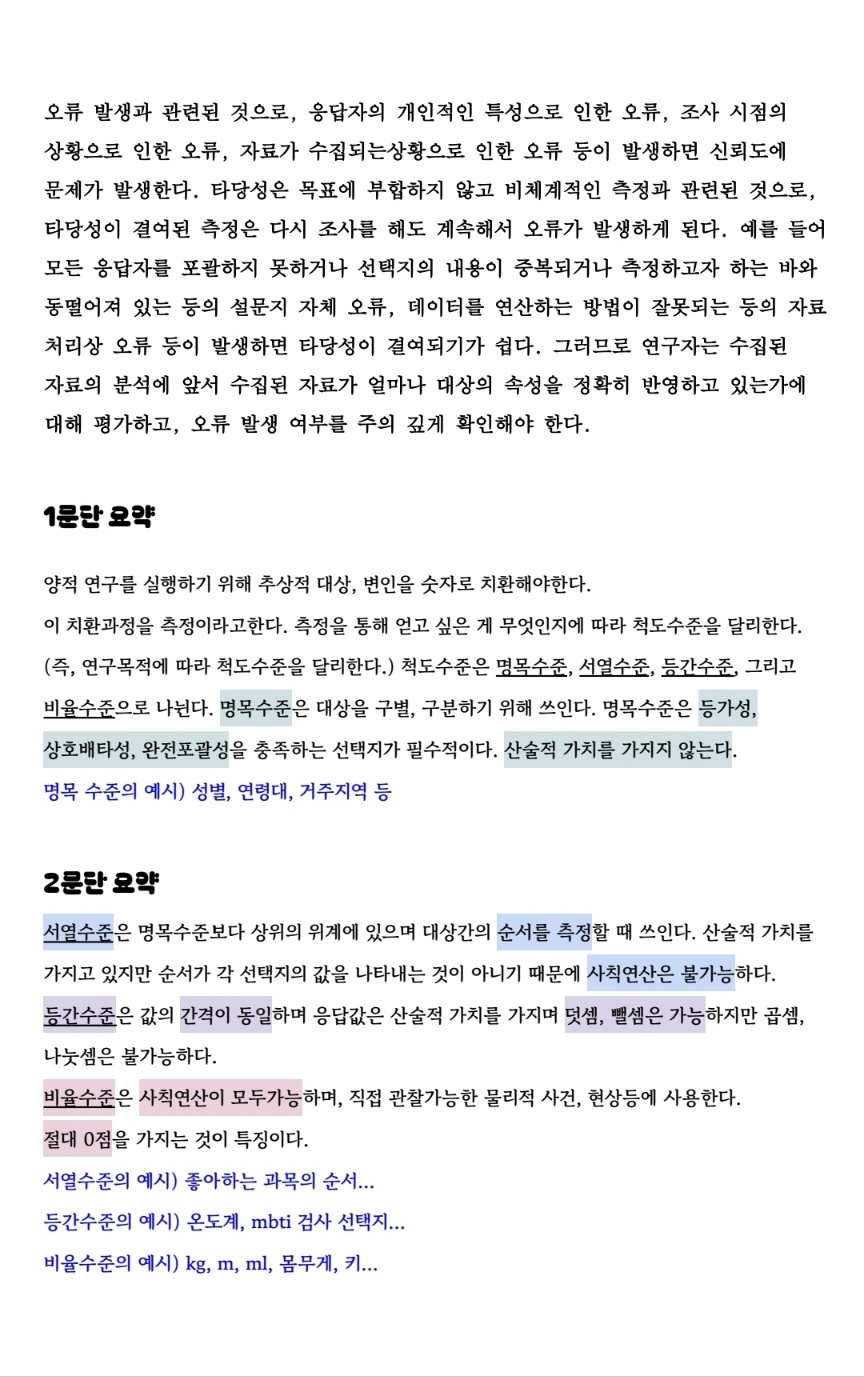 오류 발생과 관련된 것으로, 응답자의 개인적인 특성으로 인한 오류, 조사 시점의
상황으로 인한 오류, 자료가 수집되는상황으로 인한 오류 등이 발생하면 신뢰도에
문제가 발생한다. 타당성은 목표에 부합하지 않고 비체계적인 측정과 관련된 것으로,
타당성이 결여된 측정은 다시 조사를 해도 계속해서 오류가 발생하게 된다. 예를 들어
모든 응답자를 포괄하지 못하거나 선택지의 내용이 중복되거나 측정하고자 하는 바와
동떨어져 있는 등의 설문지 자체 오류, 데이터를 연산하는 방법이 잘못되는 등의 자료
처리상 오류 등이 발생하면 타당성이 결여되기가 쉽다. 그러므로 연구자는 수집된
자료의 분석에 앞서 수집된 자료가 얼마나 대상의 속성을 정확히 반영하고 있는가에
대해 평가하고, 오류 발생 여부를 주의 깊게 확인해야 한다.
1문단 요약
양적 연구를 실행하기 위해 추상적 대상, 변인을 숫자로 치환해야한다.
이 치환과정을 측정이라고한다. 측정을 통해 얻고 싶은 게 무엇인지에 따라 척도수준을 달리한다.
(즉, 연구목적에 따라 척도수준을 달리한다.) 척도수준은 명목수준, 서열수준, 등간수준, 그리고
비율수준으로 나뉜다. 명목수준은 대상을 구별, 구분하기 위해 쓰인다. 명목수준은 등가성,
상호배타성, 완전포괄성을 충족하는 선택지가 필수적이다. 산술적 가치를 가지지 않는다.
명목 수준의 예시) 성별, 연령대, 거주지역 등
2문단 요약
서열수준은 명목수준보다 상위의 위계에 있으며 대상간의 순서를 측정할 때 쓰인다. 산술적 가치를
가지고 있지만 순서가 각 선택지의 값을 나타내는 것이 아니기 때문에 사칙연산은 불가능하다.
등간수준은 값의 간격이 동일하며 응답값은 산술적 가치를 가지며 덧셈, 뺄셈은 가능하지만 곱셈,
나눗셈은 불가능하다.
비율수준은 사칙연산이 모두가능하며, 직접 관찰가능한 물리적 사건, 현상등에 사용한다.
절대 0점을 가지는 것이 특징이다.
서열수준의 예시) 좋아하는 과목의 순서...
등간수준의 예시) 온도계, mbti 검사 선택지...
비율수준의 예시) kg, m, ml, 몸무게, 키...